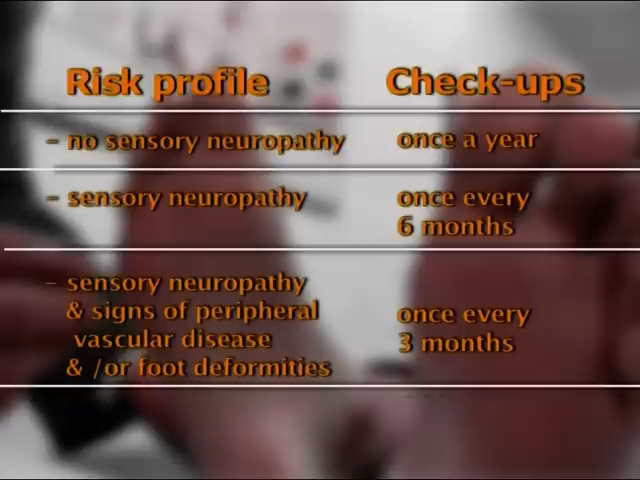 Risk profile Check-ups
- no sensory neuropathy once a year
- sensory neuropathy once every
6 months
- sensory neuropathy
& signs of peripheral once every
vascular disease 3 months
& /or foot deformities